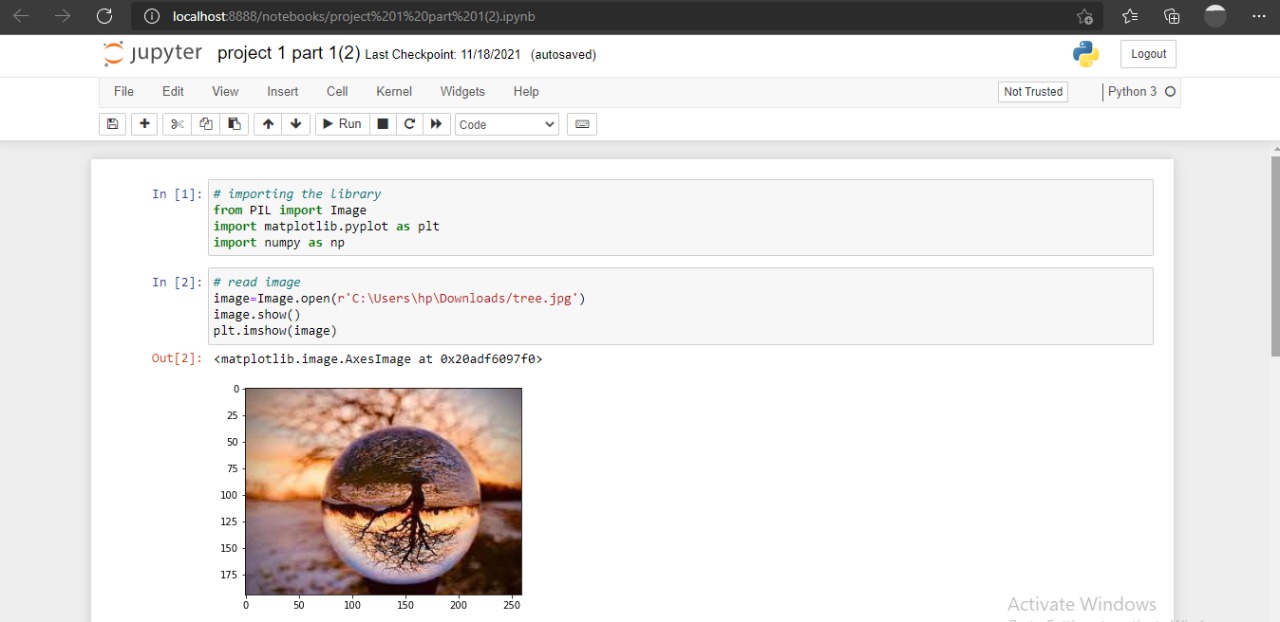 localhost:8888/notebooks/project%201%20part%201(2).ipynb
jupyter project 1 part 1(2) Last Checkpoint: 11/18/2021 (autosaved)
Logout
File Edit View Insert Cell Kernel Widgets Help Not Trusted Python 3
Run Code
In [1]: # importing the library
from PIL import Image
import matplotlib.pyplot as plt
import numpy as np
In [2]: # read image
image=Image.open(r'C:\Users\hp\Downloads/tree.jpg')
image.show()
plt.imshow(image)
Out[2]: <matplotlib.image.AxesImage at 0x20adf6097f0>
0
25
50
75
100
125
150
175
0 50 100 150 200 250
Activate Windows